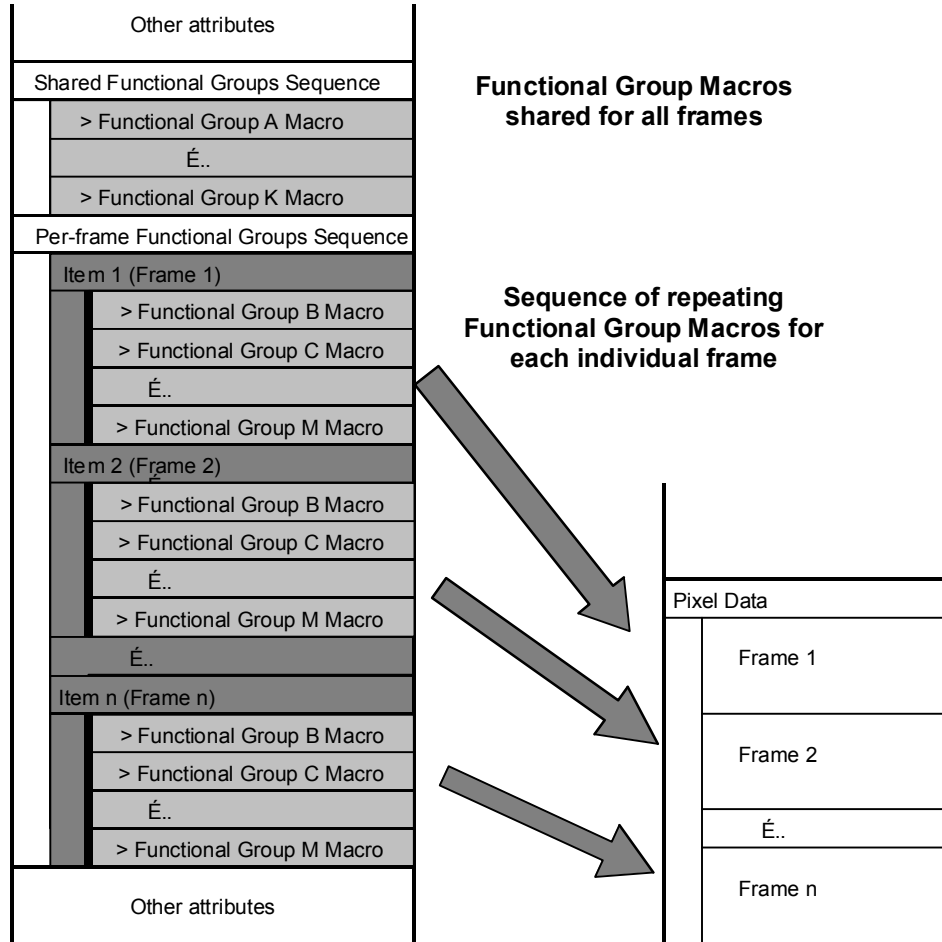 Other attributes
Shared Functional Groups Sequence
> Functional Group A Macro
É..
> Functional Group K Macro
Per-frame Functional Groups Sequence
Item 1 (Frame 1)
> Functional Group B Macro
> Functional Group C Macro
É..
> Functional Group M Macro
Item 2 (Frame 2)
É..
> Functional Group B Macro
> Functional Group C Macro
É..
> Functional Group M Macro
É..
Item n (Frame n)
> Functional Group B Macro
> Functional Group C Macro
É..
> Functional Group M Macro
Other attributes
Functional Group Macros
shared for all frames
Sequence of repeating
Functional Group Macros for
each individual frame
Pixel Data
Frame 1
Frame 2
É..
Frame n